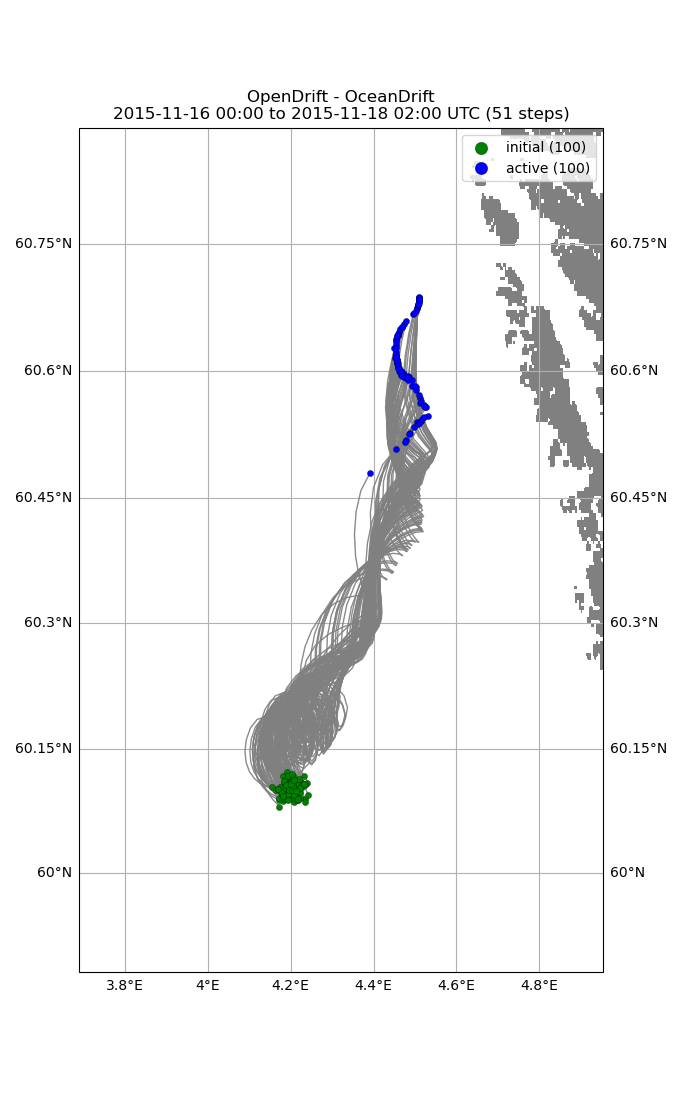 OpenDrift - OceanDrift
2015-11-16 00:00 to 2015-11-18 02:00 UTC (51 steps)
initial (100)
active (100)
60.75°N 60.75°N
60.6°N 60.6°N
60.45°N 60.45°N
60.3°N 60.3°N
60.15°N 60.15°N
60°N 60°N
3.8°E 4°E 4.2°E 4.4°E 4.6°E 4.8°E